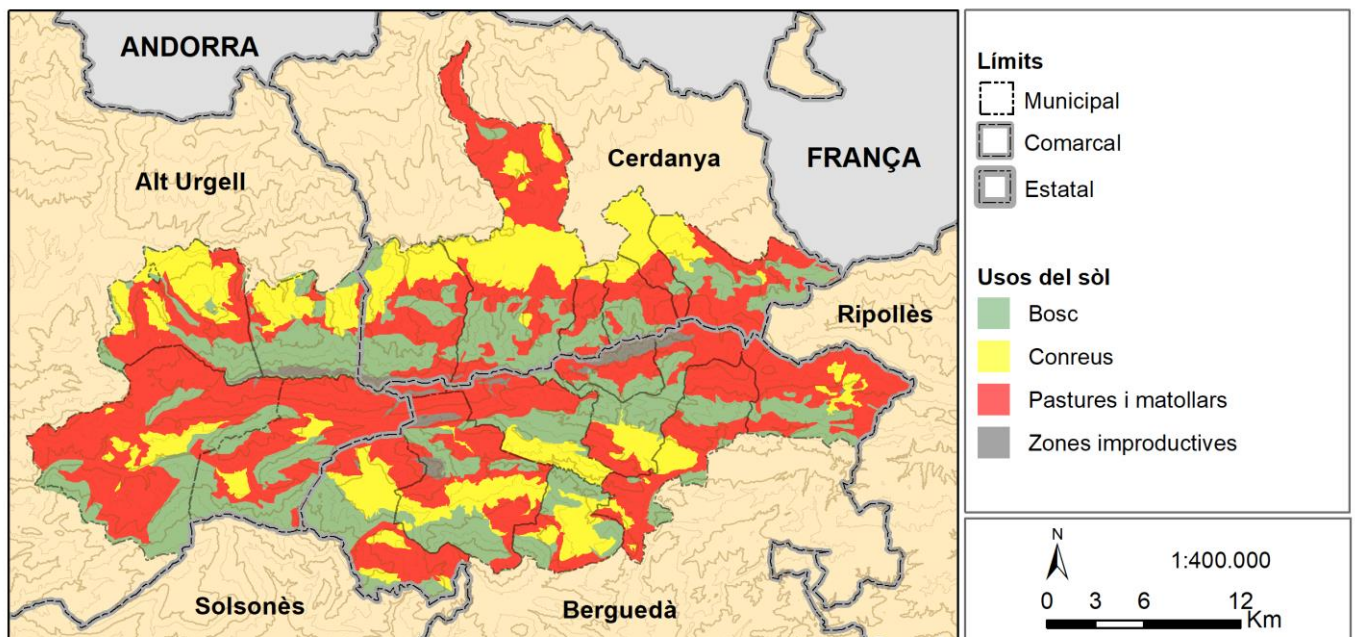 ANDORRA
Alt Urgell
Cerdanya
FRANÇA
Ripollès
Solsonès
Berguedà
Límits
Municipal
Comarcal
Estatal
Usos del sòl
Bosc
Conreus
Pastures i matollars
Zones improductives
N
1:400.000
0 3 6 12
Km